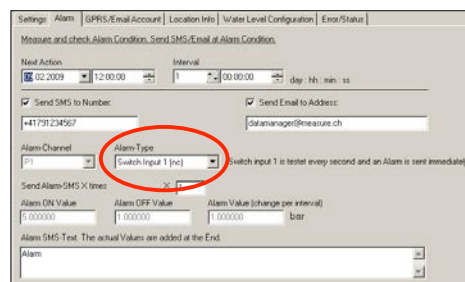 Settings Alarm GPRS/Email Account Location Info Water Level Configuration Error/Status
Measure and check Alarm Condition. Send SMS/Email at Alarm Condition.
Next Action Interval
02.2009 12:00:00 1 00:00:00 day : hh : min : ss
Send SMS to Number: Send Email to Address:
+41791234567 datamanager@measure.ch
Alarm-Channel Alarm-Type
P1 Switch Input 1 (nc) Switch input 1 is testet every second and an Alarm is sent immediatel
Send Alarm-SMS X times X
Alarm ON Value Alarm OFF Value Alarm Value (change per interval)
5.000000 1.000000 1.000000 bar
Alarm SMS-Text. The actual Values are added at the End.
Alarm